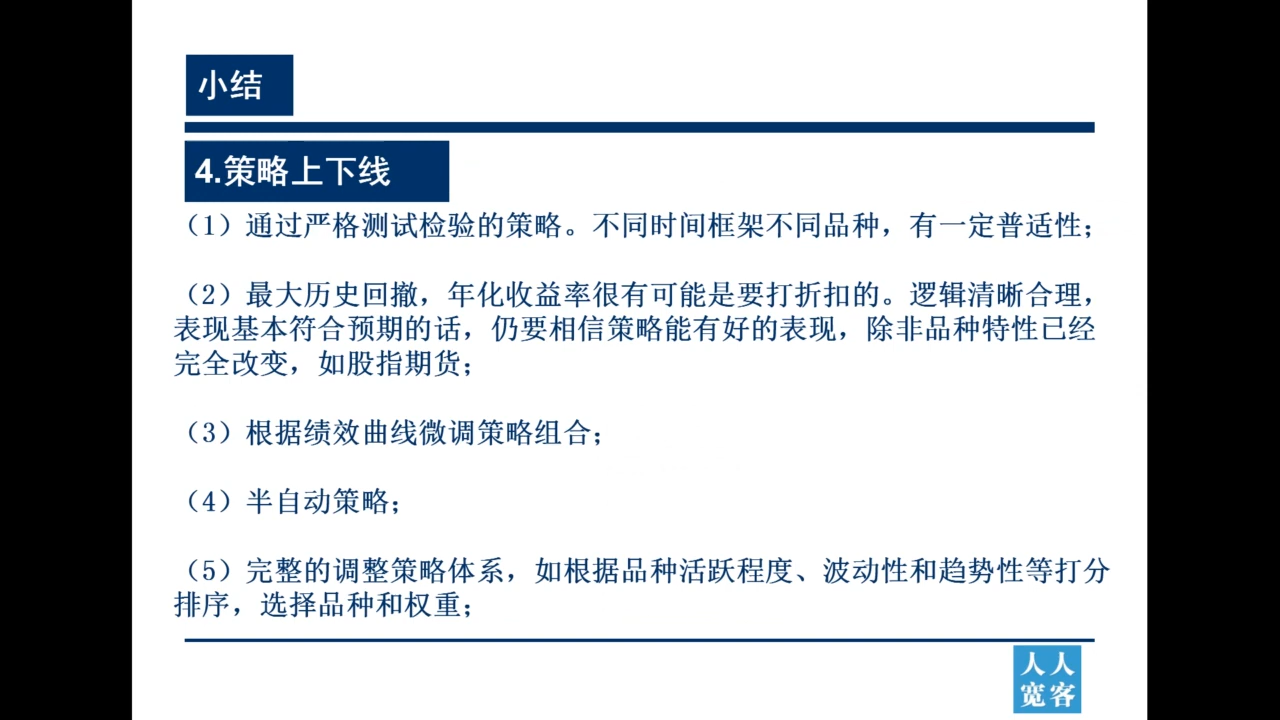 小结
4.策略上下线
（1）通过严格测试检验的策略。不同时间框架不同品种，有一定普适性；
（2）最大历史回撤，年化收益率很有可能是要打折扣的。逻辑清晰合理，
表现基本符合预期的话，仍要相信策略能有好的表现，除非品种特性已经
完全改变，如股指期货；
（3）根据绩效曲线微调策略组合；
（4）半自动策略；
（5）完整的调整策略体系，如根据品种活跃程度、波动性和趋势性等打分
排序，选择品种和权重；
人人
宽客